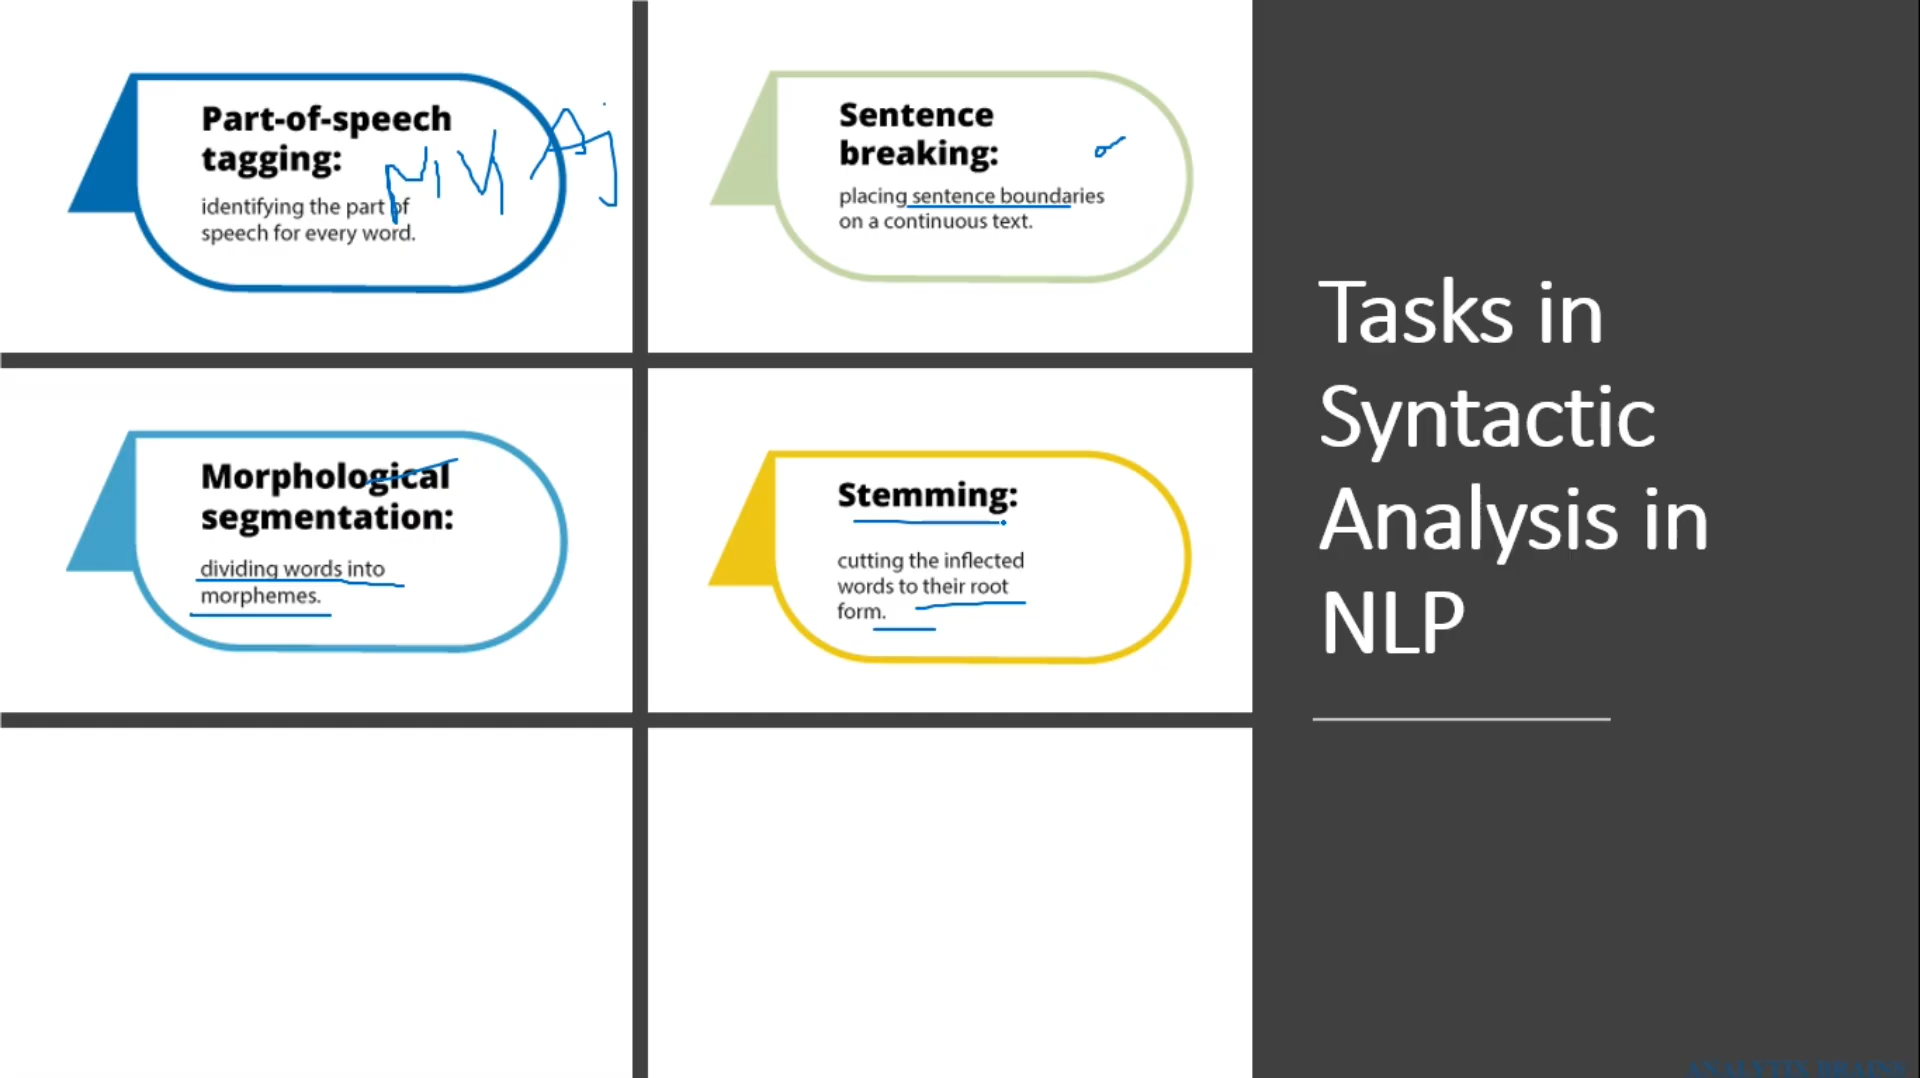 Part-of-speech
tagging:
identifying the part of
speech for every word.
Sentence
breaking:
placing sentence boundaries
on a continuous text.
Morphological
segmentation:
dividing words into
morphemes.
Stemming:
cutting the inflected
words to their root
form.
Tasks in
Syntactic
Analysis in
NLP